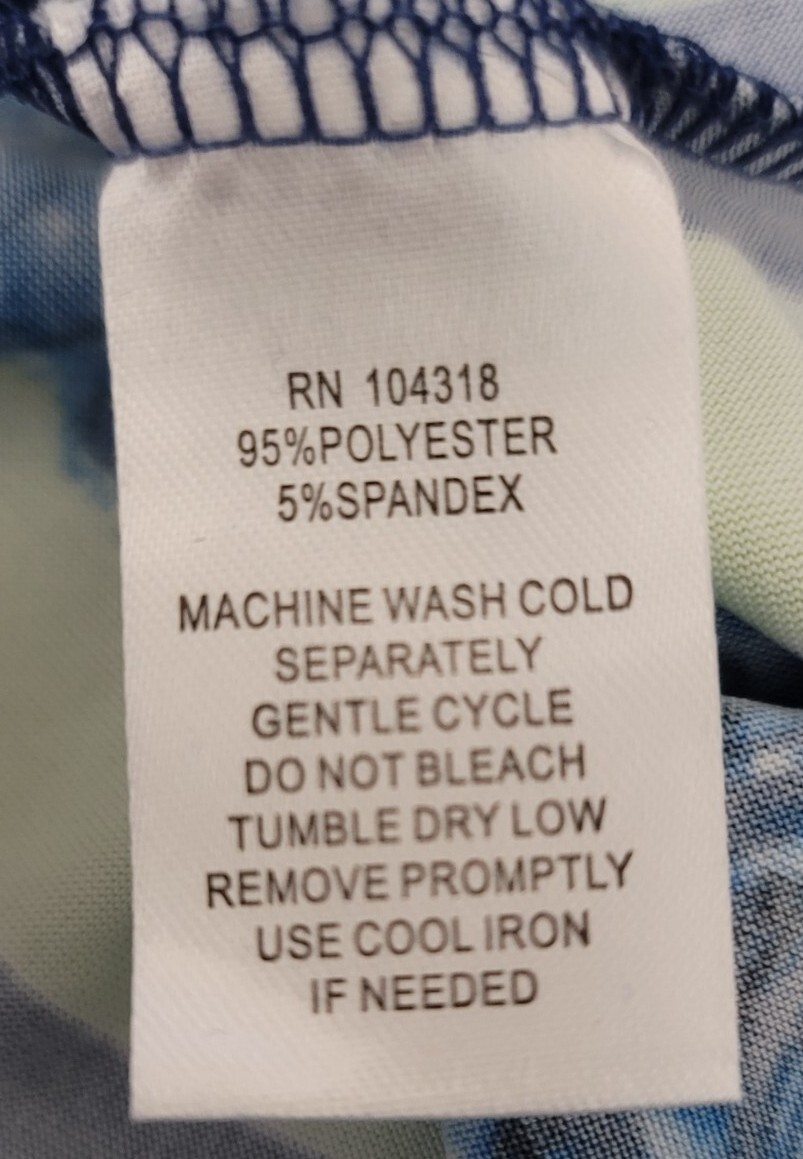 RN 104318
95%POLYESTER
5%SPANDEX
MACHINE WASH COLD
SEPARATELY
GENTLE CYCLE
DO NOT BLEACH
TUMBLE DRY LOW
REMOVE PROMPTLY
USE COOL IRON
IF NEEDED